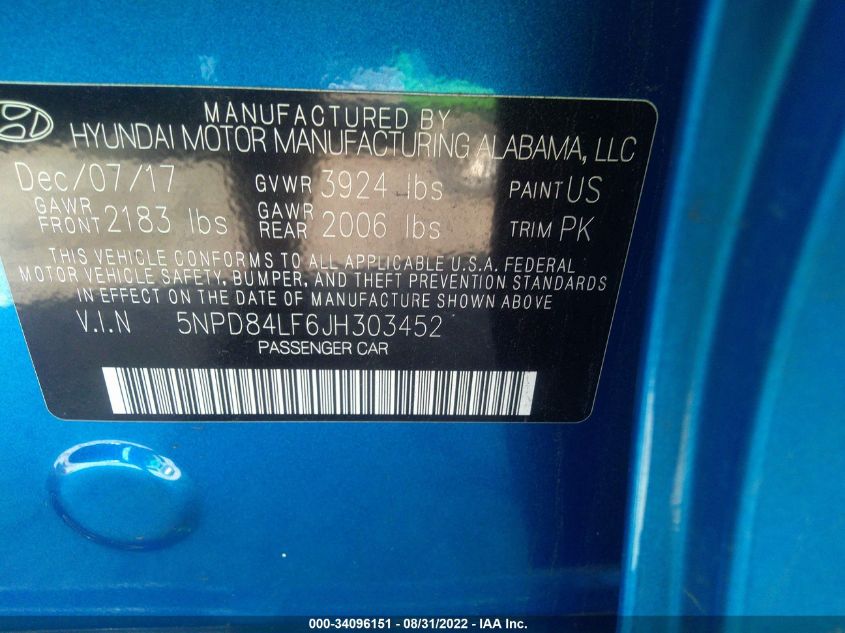 MANUFACTURED BY
HYUNDAI MOTOR MANUFACTURING ALABAMA, LLC
Dec/07/17 GVWR 3924 lbs PAINT US
GAWR FRONT 2183 lbs GAWR REAR 2006 lbs TRIM PK
THIS VEHICLE CONFORMS TO ALL APPLICABLE U.S.A. FEDERAL
MOTOR VEHICLE SAFETY, BUMPER, AND THEFT PREVENTION STANDARDS
IN EFFECT ON THE DATE OF MANUFACTURE SHOWN ABOVE
V.I.N 5NPD84LF6JH303452
PASSENGER CAR
000-34096151 - 08/31/2022 - IAA Inc.